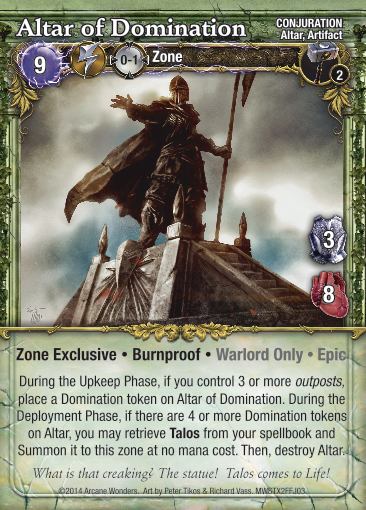 Altar of Domination
CONJURATION
Altar, Artifact
9
0-1
Zone
2
3
8
Zone Exclusive • Burnproof • Warlord Only • Epic
During the Upkeep Phase, if you control 3 or more outposts,
place a Domination token on Altar of Domination. During the
Deployment Phase, if there are 4 or more Domination tokens
on Altar, you may retrieve Talos from your spellbook and
Summon it to this zone at no mana cost. Then, destroy Altar.
What is that creaking? The statue! Talos comes to Life!
©2014 Arcane Wonders. Art by Peter Tikos & Richard Vass. MWSTX2FFJ03